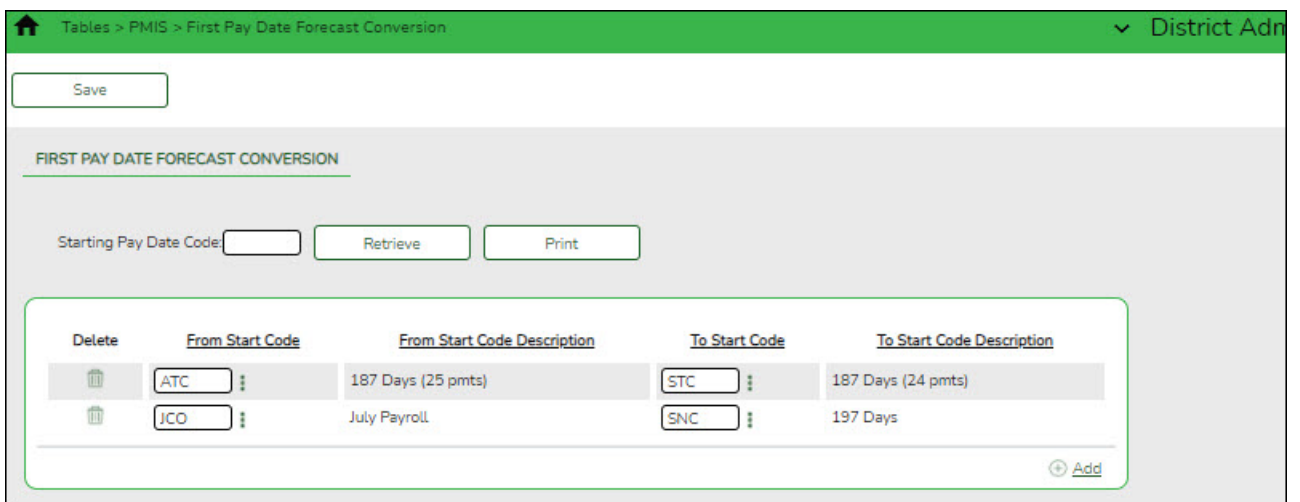 Tables > PMIS > First Pay Date Forecast Conversion District Adm
Save
FIRST PAY DATE FORECAST CONVERSION
Starting Pay Date Code: Retrieve Print
Delete From Start Code From Start Code Description To Start Code To Start Code Description
ATC 187 Days (25 pmts) STC 187 Days (24 pmts)
JCO July Payroll SNC 197 Days
Add